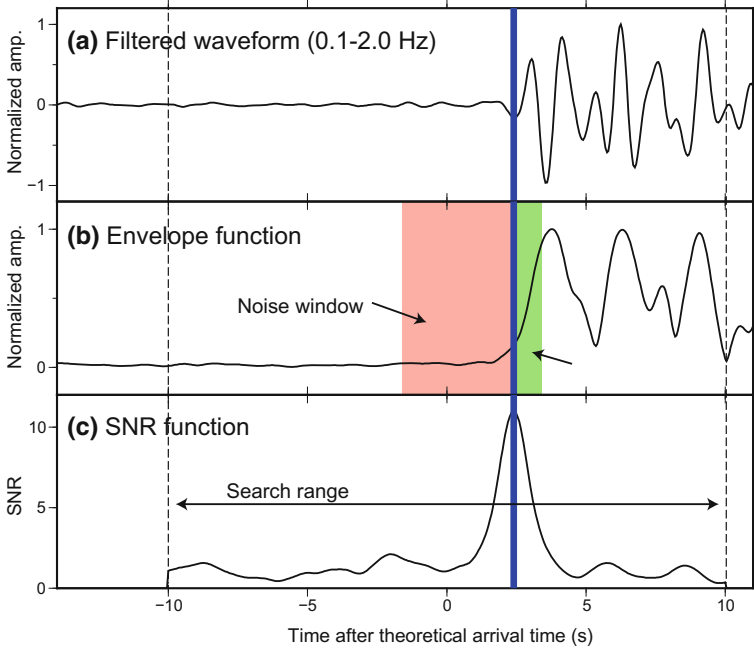 (a) Filtered waveform (0.1-2.0 Hz)
Normalized amp.
1
0
−1
(b) Envelope function
Normalized amp.
1
0
Noise window
(c) SNR function
SNR
10
5
0
Search range
−10
−5
0
5
10
Time after theoretical arrival time (s)